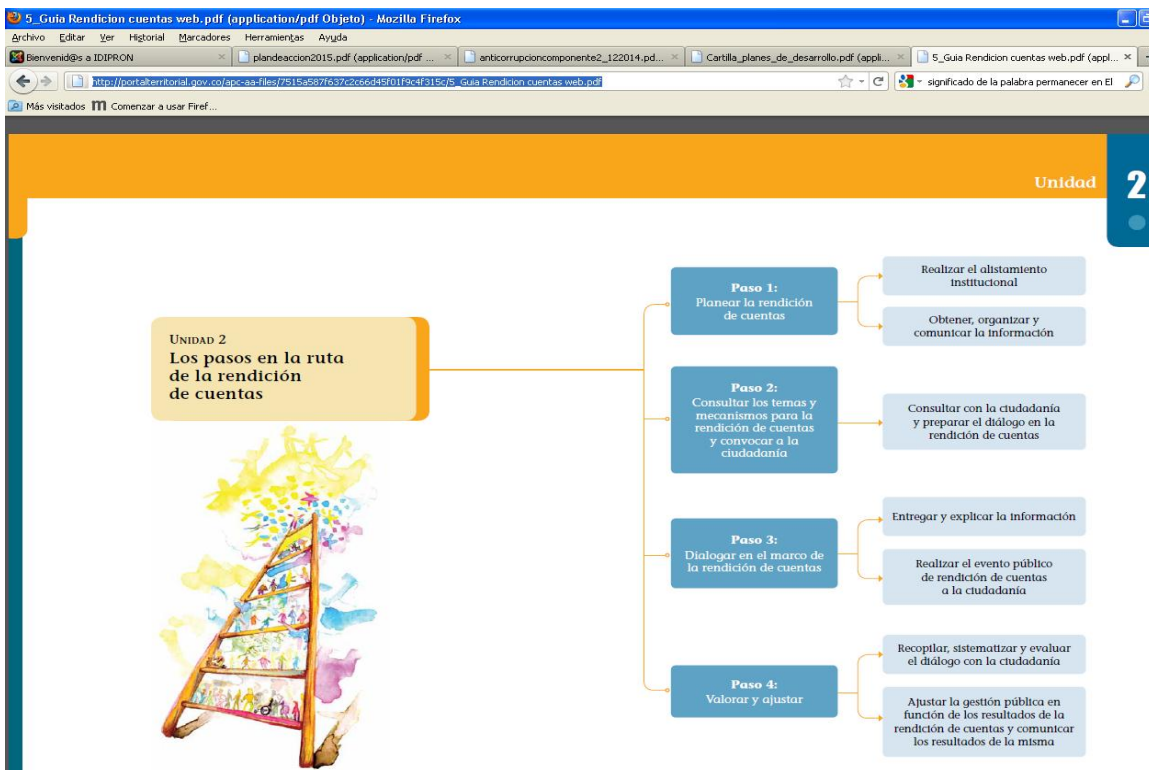 5_Guia Rendicion cuentas web.pdf (application/pdf Objeto) - Mozilla Firefox
Archivo Editar Ver Historial Marcadores Herramientas Ayuda
Bienvenid@s a IDIPRON
plandeaccion2015.pdf (application/pdf ...
anticorrupcioncomponente2_122014.pd...
Cartilla_planes_de_desarrollo.pdf (appli...
5_Guia Rendicion cuentas web.pdf (appl...
http://portalterritorial.gov.co/apc-aa-files/7515a587f637c2c66d45f01f9c4f315c/5_Guia Rendicion cuentas web.pdf
significado de la palabra permanecer en El
Más visitados
Comenzar a usar Firef...
Unidad 2
UNIDAD 2
Los pasos en la ruta
de la rendición
de cuentas
Paso 1:
Planear la rendición
de cuentas
Realizar el alistamiento
institucional
Obtener, organizar y
comunicar la información
Paso 2:
Consultar los temas y
mecanismos para la
rendición de cuentas
y convocar a la
ciudadanía
Consultar con la ciudadanía
y preparar el diálogo en la
rendición de cuentas
Paso 3:
Dialogar en el marco de
la rendición de cuentas
Entregar y explicar la información
Realizar el evento público
de rendición de cuentas
a la ciudadanía
Paso 4:
Valorar y ajustar
Recopilar, sistematizar y evaluar
el diálogo con la ciudadanía
Ajustar la gestión pública en
función de los resultados de la
rendición de cuentas y comunicar
los resultados de la misma